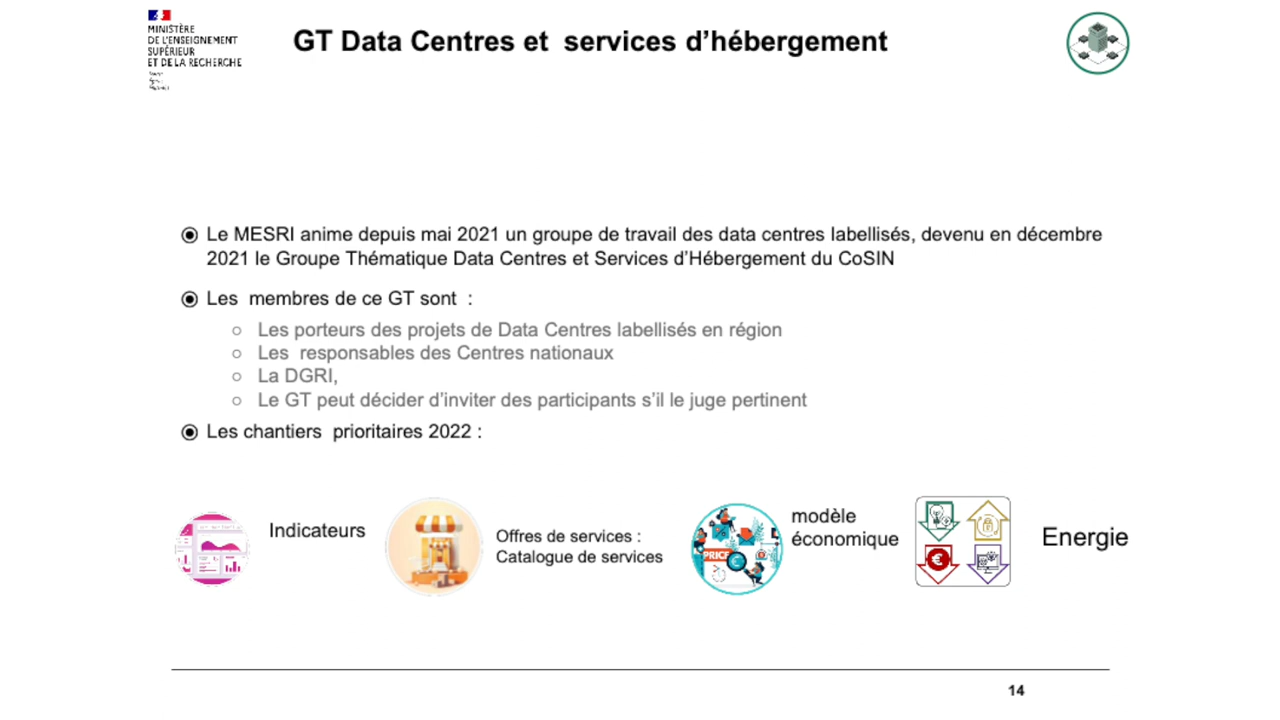 MINISTÈRE
DE L'ENSEIGNEMENT
SUPÉRIEUR
ET DE LA RECHERCHE
GT Data Centres et  services d'hébergement
Le MESRI anime depuis mai 2021 un groupe de travail des data centres labellisés, devenu en décembre
2021 le Groupe Thématique Data Centres et Services d'Hébergement du CoSIN
Les  membres de ce GT sont  :
Les porteurs des projets de Data Centres labellisés en région
Les  responsables des Centres nationaux
La DGRI,
Le GT peut décider d'inviter des participants s'il le juge pertinent
Les chantiers  prioritaires 2022 :
Indicateurs
Offres de services :
Catalogue de services
PRICE
modèle
économique
Energie
14